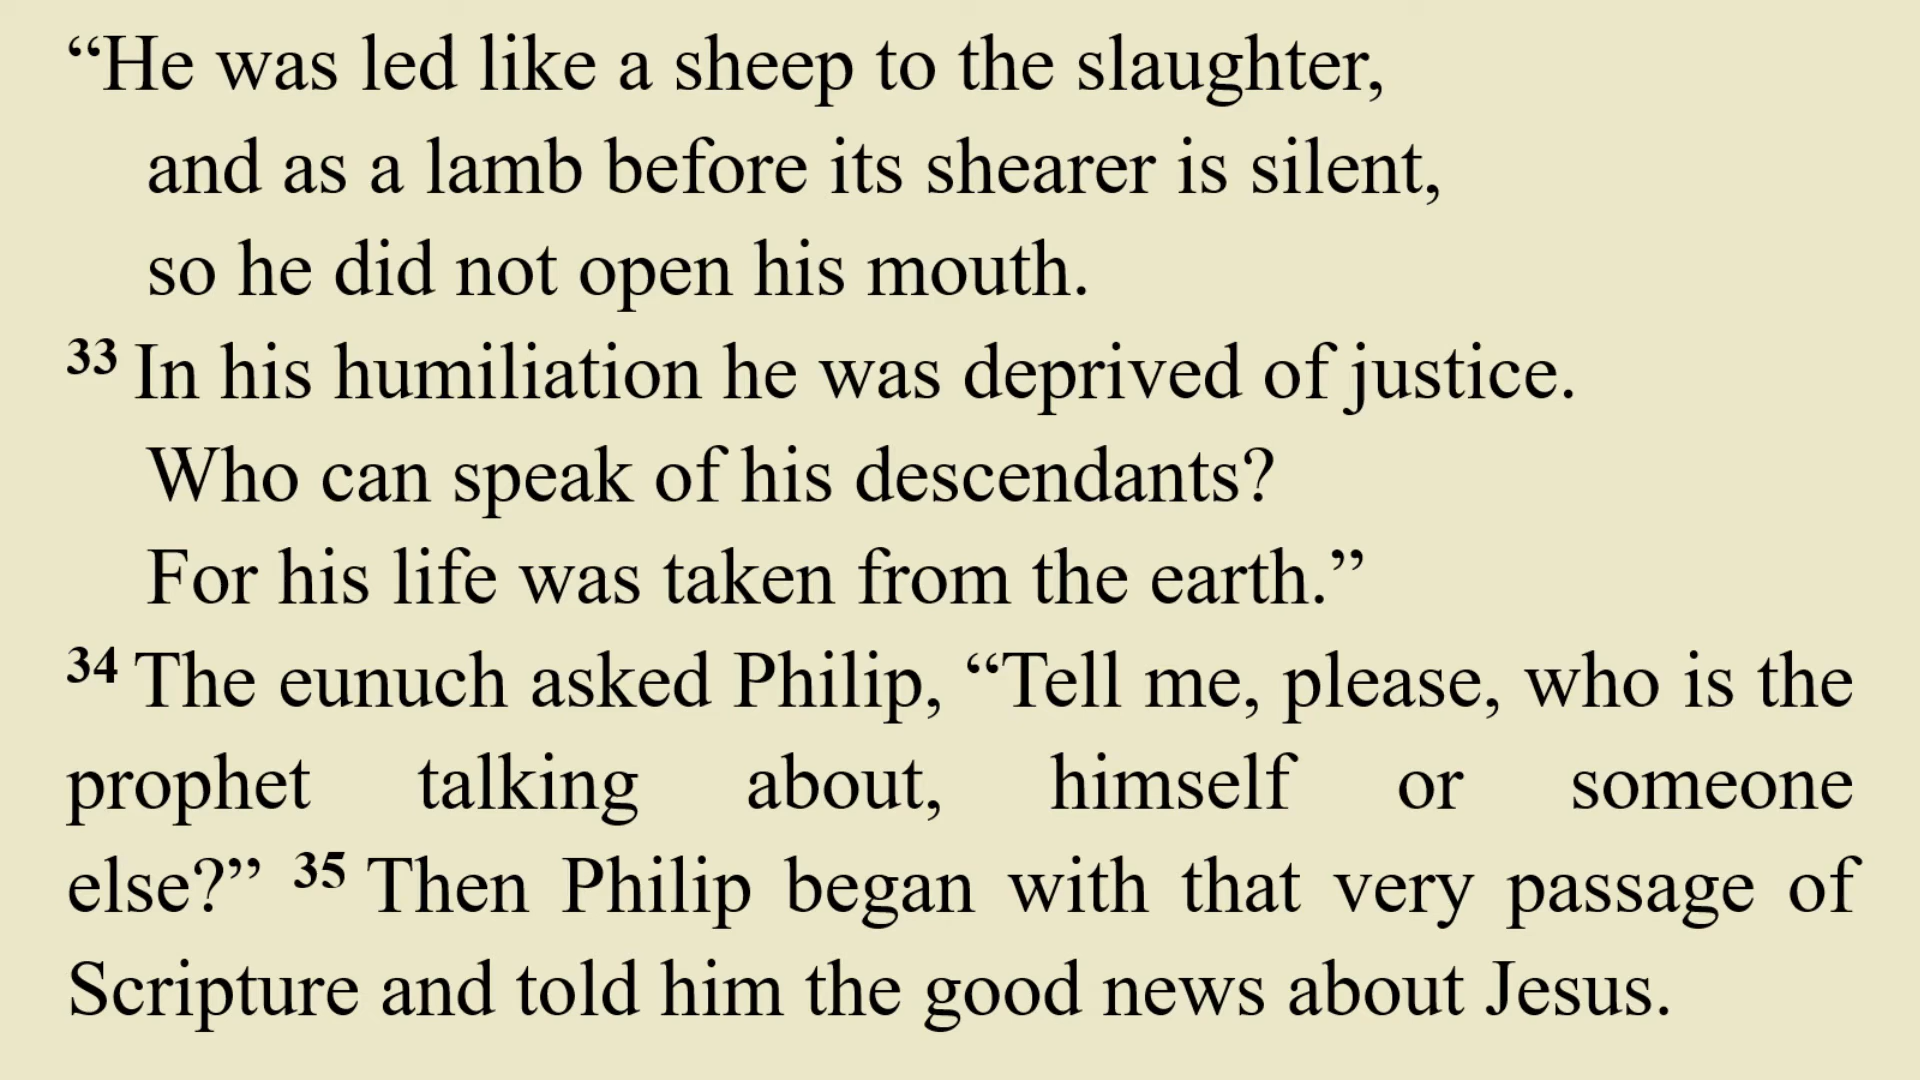 “He was led like a sheep to the slaughter,
and as a lamb before its shearer is silent,
so he did not open his mouth.
33 In his humiliation he was deprived of justice.
Who can speak of his descendants?
For his life was taken from the earth.”
34 The eunuch asked Philip, “Tell me, please, who is the
prophet talking about, himself or someone
else?” 35 Then Philip began with that very passage of
Scripture and told him the good news about Jesus.